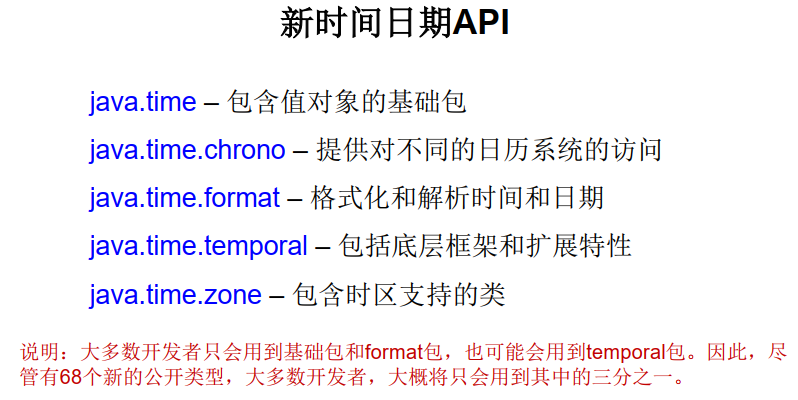 新时间日期API
java.time – 包含值对象的基础包
java.time.chrono – 提供对不同的日历系统的访问
java.time.format – 格式化和解析时间和日期
java.time.temporal – 包括底层框架和扩展特性
java.time.zone – 包含时区支持的类
说明：大多数开发者只会用到基础包和format包，也可能会用到temporal包。因此，尽
管有68个新的公开类型，大多数开发者，大概将只会用到其中的三分之一。